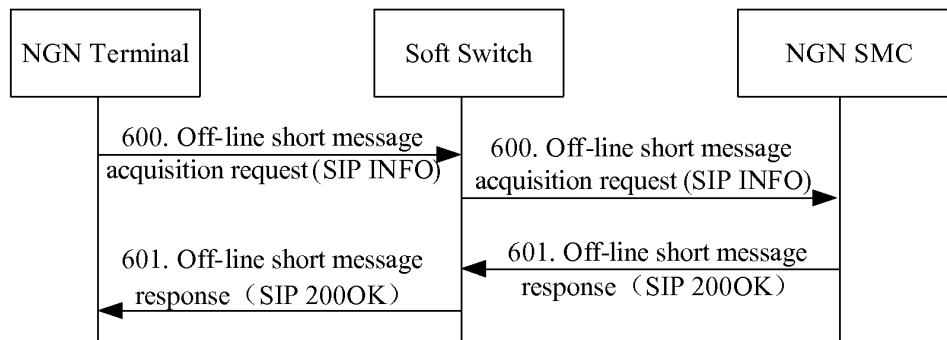 NGN Terminal
Soft Switch
NGN SMC
600. Off-line short message
acquisition request (SIP INFO)
600. Off-line short message
acquisition request (SIP INFO)
601. Off-line short message
response（SIP 200OK）
601. Off-line short message
response（SIP 200OK）